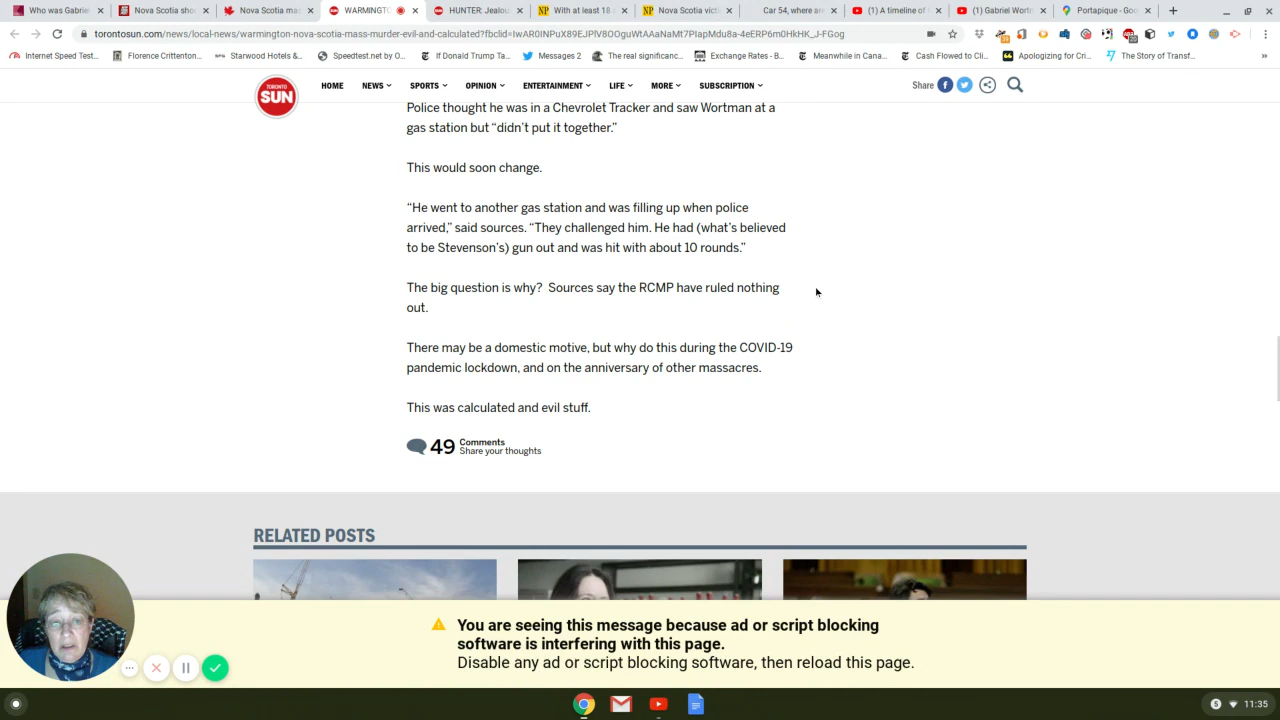 Who was Gabriel
Nova Scotia sho
Nova Scotia ma
WARMINGT
HUNTER: Jealou
With at least 18
Nova Scotia vict
Car 54, where are
(1) A timeline of
(1) Gabriel Wort
Portapique - Goo
torontosun.com/news/local-news/warmington-nova-scotia-mass-murder-evil-and-calculated?fbclid=IwAR0INPuX89EJPlV8OOguWtAAaNaMt7PIapMdu8a-4eERP6m0HkHK_J-FGog
Internet Speed Test...
Florence Crittenton...
Starwood Hotels &...
Speedtest.net by O...
If Donald Trump Ta...
Messages 2
The real significanc...
Exchange Rates - B...
Meanwhile in Cana...
Cash Flowed to Cli...
Apologizing for Cri...
The Story of Transf...
»
TORONTO
SUN
HOME NEWS SPORTS OPINION ENTERTAINMENT LIFE MORE SUBSCRIPTION
Share
Police thought he was in a Chevrolet Tracker and saw Wortman at a
gas station but “didn’t put it together.”
This would soon change.
“He went to another gas station and was filling up when police
arrived,” said sources. “They challenged him. He had (what’s believed
to be Stevenson’s) gun out and was hit with about 10 rounds.”
The big question is why? Sources say the RCMP have ruled nothing
out.
There may be a domestic motive, but why do this during the COVID-19
pandemic lockdown, and on the anniversary of other massacres.
This was calculated and evil stuff.
49 Comments
Share your thoughts
RELATED POSTS
You are seeing this message because ad or script blocking
software is interfering with this page.
Disable any ad or script blocking software, then reload this page.
5 11:35